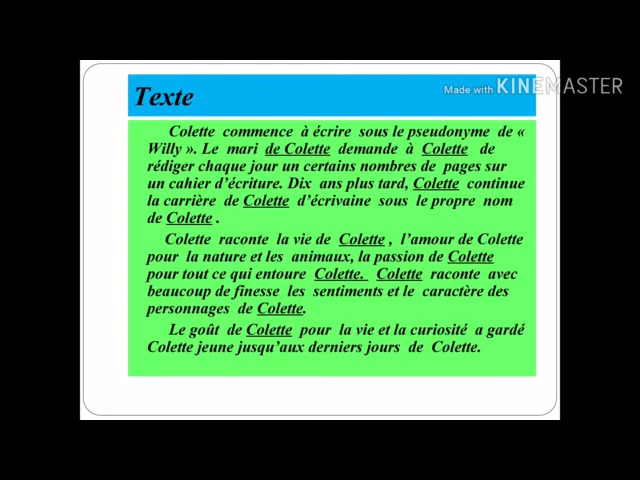 Made with KINEMASTER
Texte
Colette commence à écrire sous le pseudonyme de «
Willy ». Le mari de Colette demande à Colette de
rédiger chaque jour un certains nombres de pages sur
un cahier d’écriture. Dix ans plus tard, Colette continue
la carrière de Colette d’écrivaine sous le propre nom
de Colette .
Colette raconte la vie de Colette , l’amour de Colette
pour la nature et les animaux, la passion de Colette
pour tout ce qui entoure Colette. Colette raconte avec
beaucoup de finesse les sentiments et le caractère des
personnages de Colette.
Le goût de Colette pour la vie et la curiosité a gardé
Colette jeune jusqu’aux derniers jours de Colette.